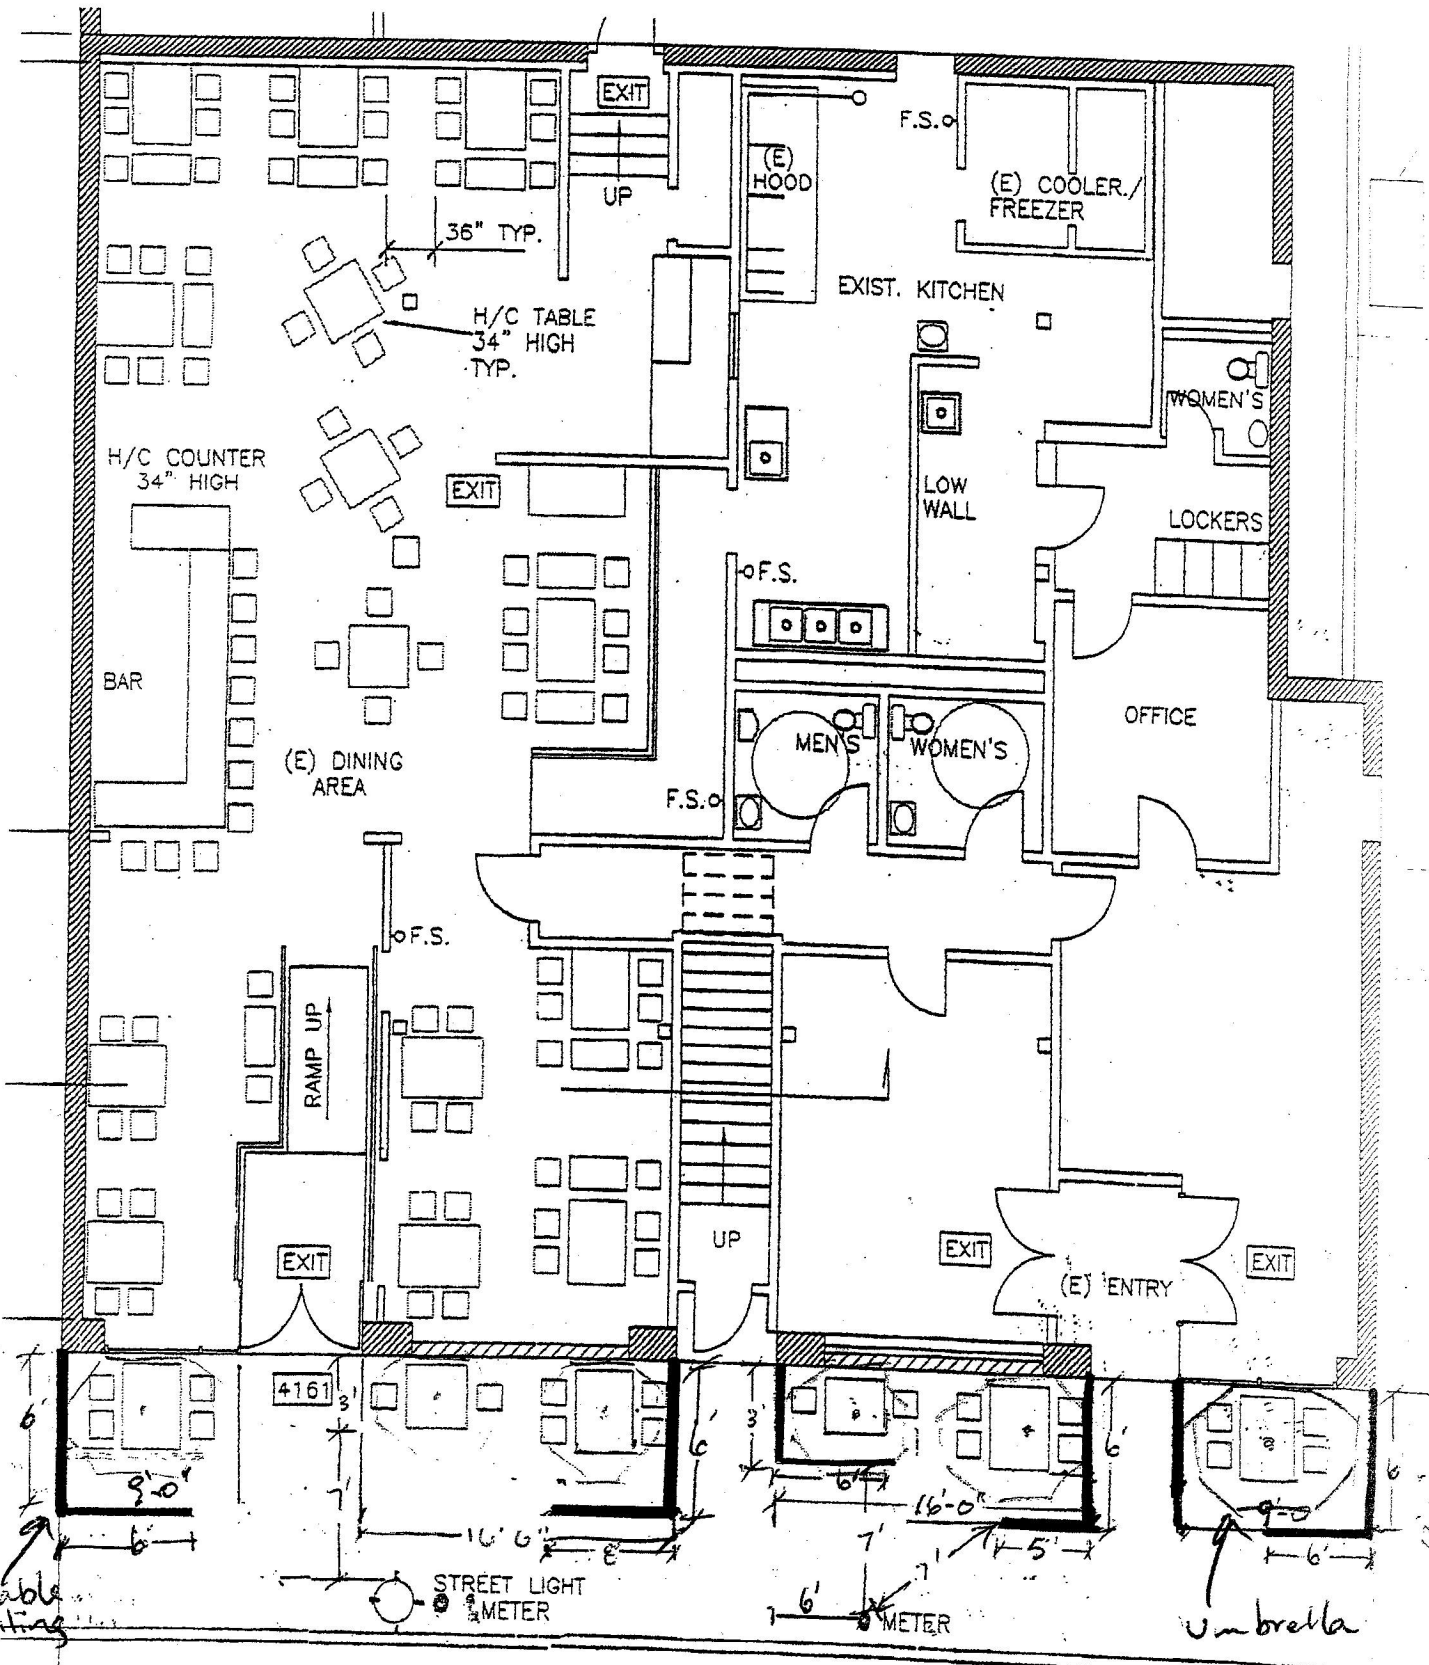 EXIT
UP
F.S.
(E)
HOOD
(E) COOLER./
FREEZER
36" TYP.
EXIST. KITCHEN
H/C TABLE
34" HIGH
TYP.
WOMEN'S
H/C COUNTER
34" HIGH
EXIT
LOW
WALL
LOCKERS
F.S.
BAR
OFFICE
MEN'S
WOMEN'S
(E) DINING
AREA
F.S.
F.S.
RAMP UP
UP
EXIT
EXIT
EXIT
(E) ENTRY
4161
3'
6'
6'
3'
6'
6
9'-0"
6'
16'-0"
9'-0
7'
6'
16'6"
8'
7'
7'
5'
6'
STREET LIGHT
METER
6'
METER
umbrella